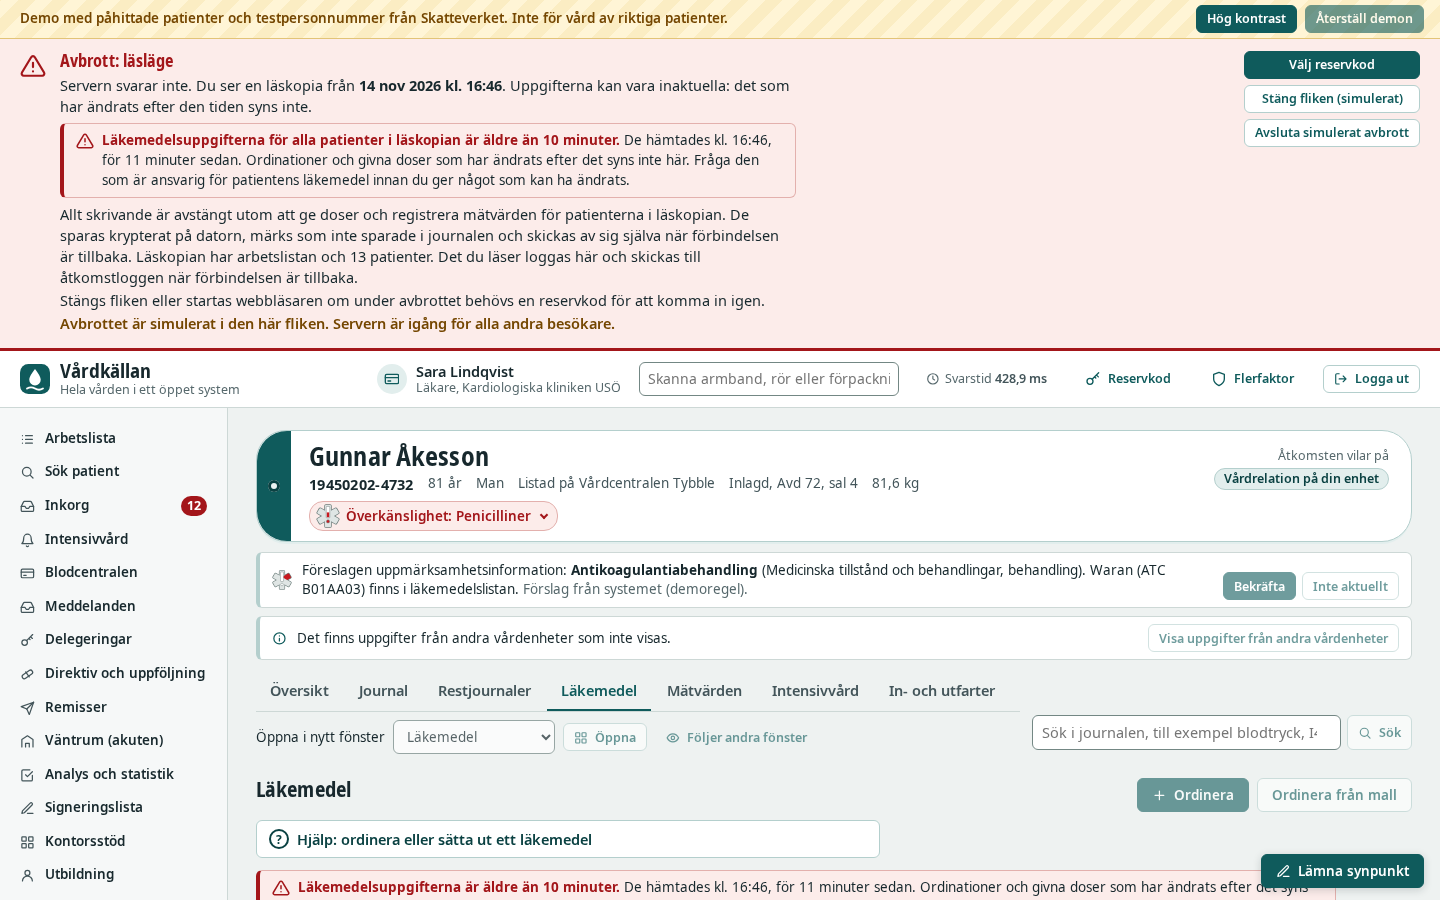 Demo med påhittade patienter och testpersonnummer från Skatteverket. Inte för vård av riktiga patienter.
Hög kontrast
Återställ demon
Avbrott: läsläge
Servern svarar inte. Du ser en läskopia från 14 nov 2026 kl. 16:46. Uppgifterna kan vara inaktuella: det som
har ändrats efter den tiden syns inte.
Läkemedelsuppgifterna för alla patienter i läskopian är äldre än 10 minuter. De hämtades kl. 16:46,
för 11 minuter sedan. Ordinationer och givna doser som har ändrats efter det syns inte här. Fråga den
som är ansvarig för patientens läkemedel innan du ger något som kan ha ändrats.
Allt skrivande är avstängt utom att ge doser och registrera mätvärden för patienterna i läskopian. De
sparas krypterat på datorn, märks som inte sparade i journalen och skickas av sig själva när förbindelsen
är tillbaka. Läskopian har arbetslistan och 13 patienter. Det du läser loggas här och skickas till
åtkomstloggen när förbindelsen är tillbaka.
Stängs fliken eller startas webbläsaren om under avbrottet behövs en reservkod för att komma in igen.
Avbrottet är simulerat i den här fliken. Servern är igång för alla andra besökare.
Välj reservkod
Stäng fliken (simulerat)
Avsluta simulerat avbrott
Vårdkällan
Hela vården i ett öppet system
Sara Lindqvist
Läkare, Kardiologiska kliniken USÖ
Skanna armband, rör eller förpackni
Svarstid 428,9 ms
Reservkod
Flerfaktor
Logga ut
Arbetslista
Sök patient
Inkorg 12
Intensivvård
Blodcentralen
Meddelanden
Delegeringar
Direktiv och uppföljning
Remisser
Väntrum (akuten)
Analys och statistik
Signeringslista
Kontorsstöd
Utbildning
Gunnar Åkesson
19450202-4732 81 år Man Listad på Vårdcentralen Tybble Inlagd, Avd 72, sal 4 81,6 kg
Överkänslighet: Penicilliner
Åtkomsten vilar på
Vårdrelation på din enhet
Föreslagen uppmärksamhetsinformation: Antikoagulantiabehandling (Medicinska tillstånd och behandlingar, behandling). Waran (ATC
B01AA03) finns i läkemedelslistan. Förslag från systemet (demoregel).
Bekräfta
Inte aktuellt
Det finns uppgifter från andra vårdenheter som inte visas.
Visa uppgifter från andra vårdenheter
Översikt Journal Restjournaler Läkemedel Mätvärden Intensivvård In- och utfarter
Öppna i nytt fönster Läkemedel Öppna Följer andra fönster
Sök i journalen, till exempel blodtryck, I
Sök
Läkemedel
Ordinera
Ordinera från mall
? Hjälp: ordinera eller sätta ut ett läkemedel
Läkemedelsuppgifterna är äldre än 10 minuter. De hämtades kl. 16:46, för 11 minuter sedan. Ordinationer och givna doser som har ändrats efter det syns
Lämna synpunkt